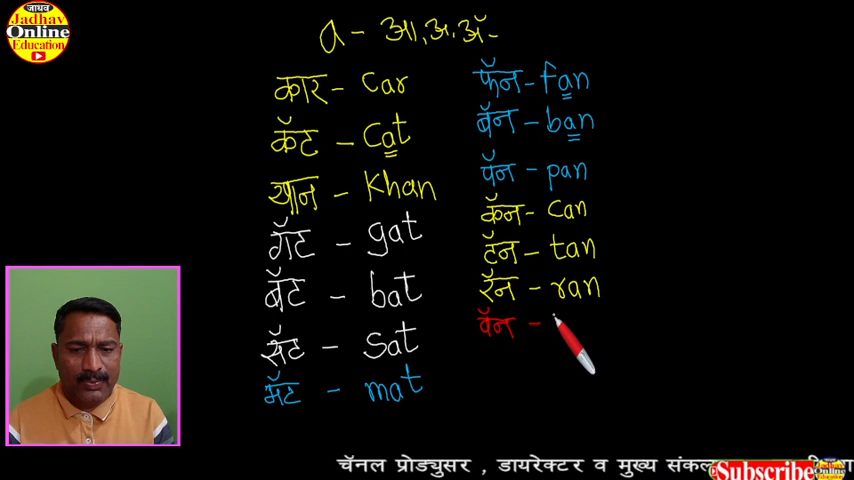 जाधव
Jadhav
Online
Education
a - आ, अ, ॲ -
कार - car
कॅट - cat
खान - Khan
गॅट - gat
बॅट - bat
सॅट - sat
मॅट - mat
फॅन - fan
बॅन - ban
पॅन - pan
कॅन - can
टॅन - tan
रॅन - ran
वॅन -
चॅनल प्रोड्युसर , डायरेक्टर व मुख्य संकल
Subscribe